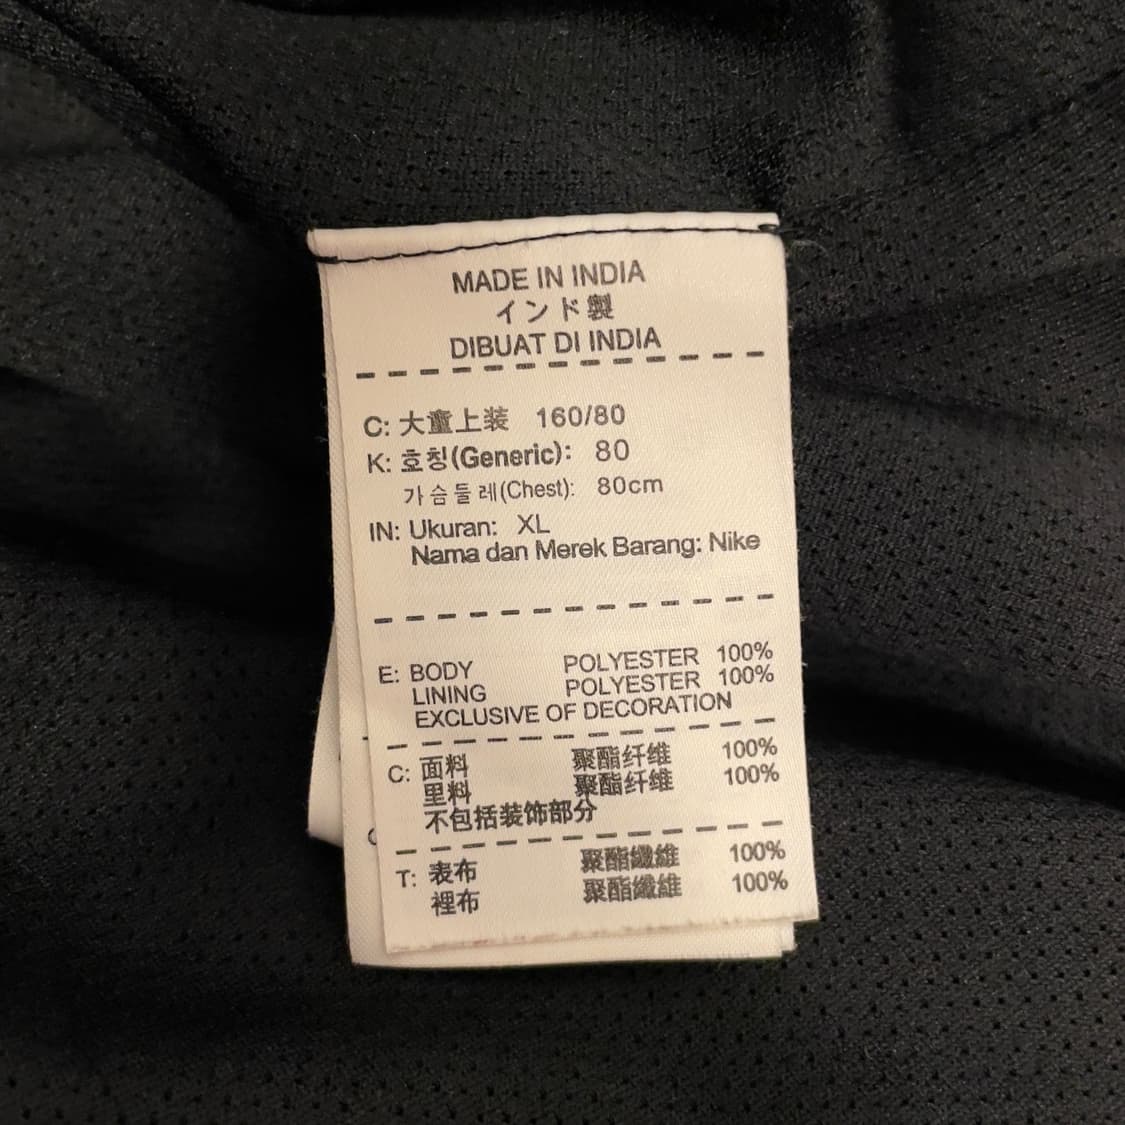 MADE IN INDIA
インド製
DIBUAT DI INDIA
C: 大童上装 160/80
K: 호칭(Generic): 80
가슴둘레(Chest): 80cm
IN: Ukuran: XL
Nama dan Merek Barang: Nike
E: BODY POLYESTER 100%
LINING POLYESTER 100%
EXCLUSIVE OF DECORATION
C: 面料 聚酯纤维 100%
里料 聚酯纤维 100%
不包括装饰部分
T: 表布 聚酯纖維 100%
裡布 聚酯纖維 100%